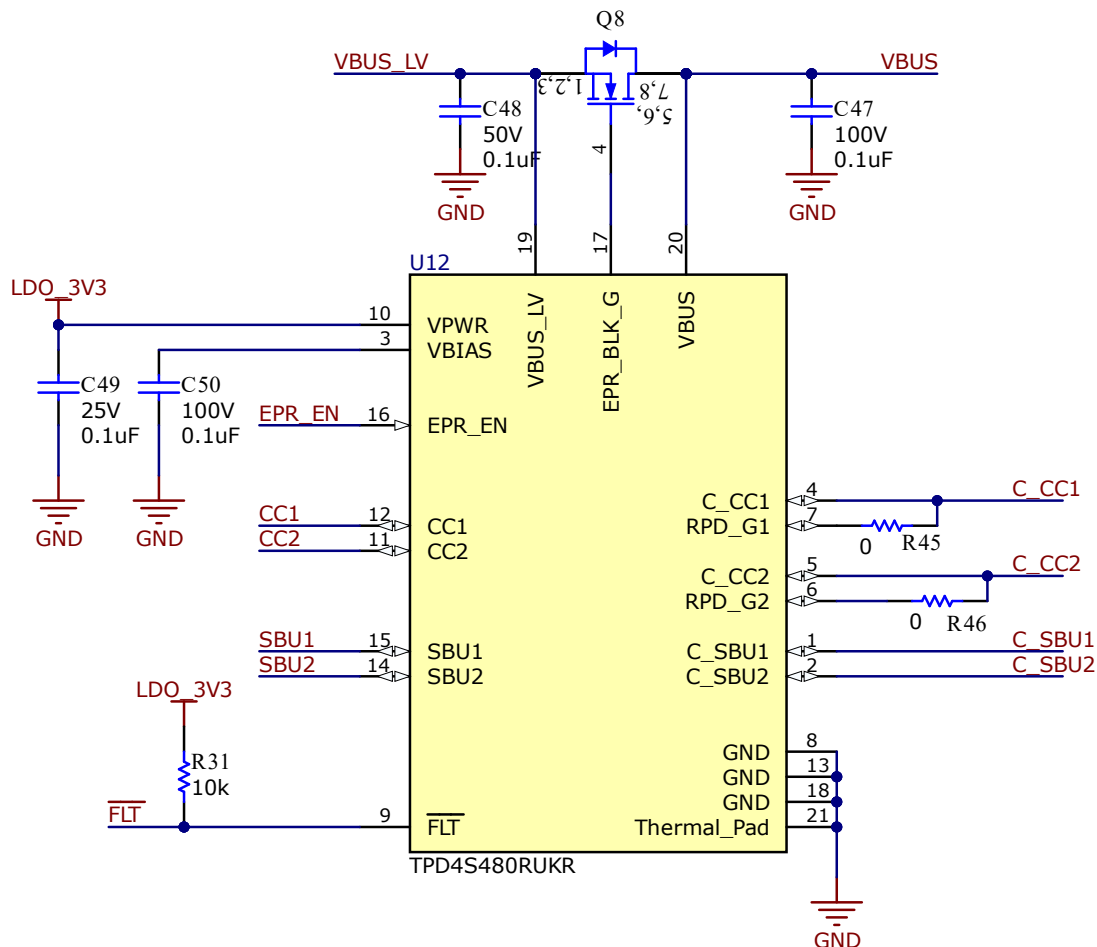 Q8
VBUS_LV
VBUS
1,2,3
5,6,
7,8
C48
50V
0.1uF
C47
100V
0.1uF
4
GND
GND
19
17
20
U12
LDO_3V3
VBUS_LV
EPR_BLK_G
VBUS
10
VPWR
3
VBIAS
C49
25V
0.1uF
C50
100V
0.1uF
EPR_EN
16
EPR_EN
GND
GND
C_CC1
4
C_CC1
RPD_G1
7
0
R45
CC1
12
CC1
CC2
11
CC2
C_CC2
5
C_CC2
RPD_G2
6
0
R46
SBU1
15
SBU1
SBU2
14
SBU2
C_SBU1
1
C_SBU1
C_SBU2
2
C_SBU2
LDO_3V3
R31
10k
GND
8
GND
13
GND
18
Thermal_Pad
21
FLT
9
FLT
TPD4S480RUKR
GND